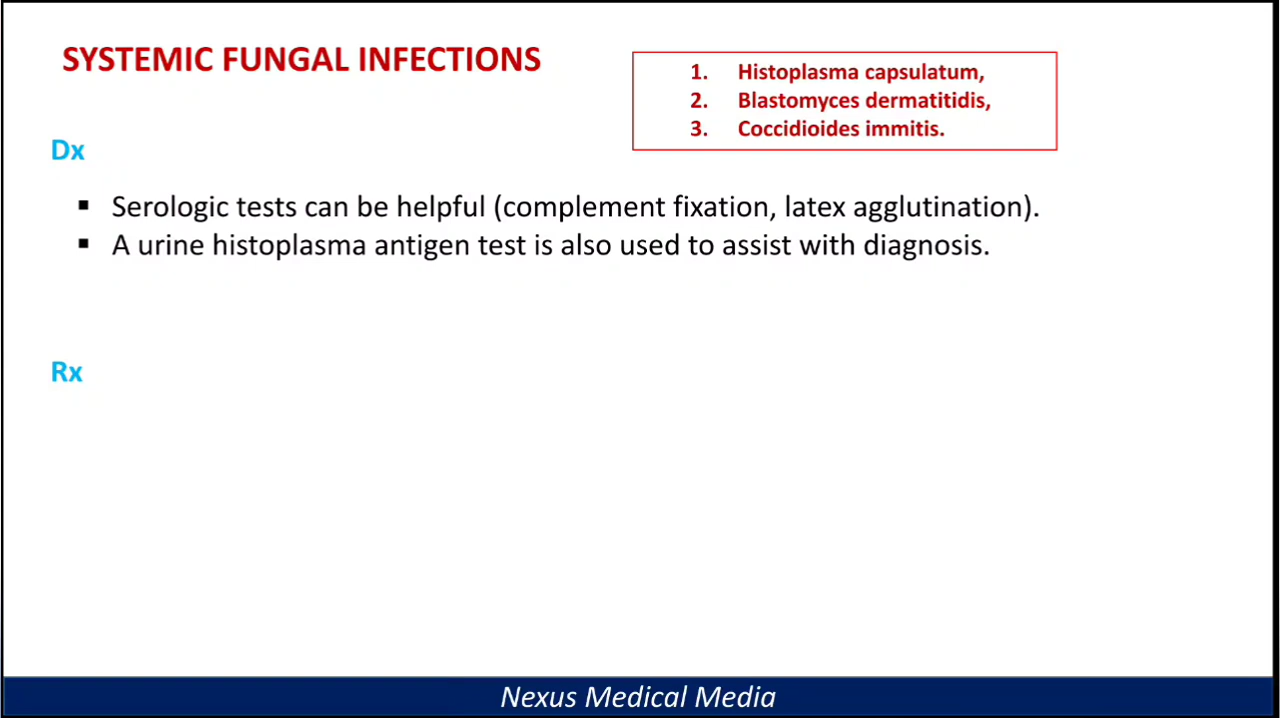 SYSTEMIC FUNGAL INFECTIONS
1. Histoplasma capsulatum,
2. Blastomyces dermatitidis,
3. Coccidioides immitis.
Dx
▪ Serologic tests can be helpful (complement fixation, latex agglutination).
▪ A urine histoplasma antigen test is also used to assist with diagnosis.
Rx
Nexus Medical Media